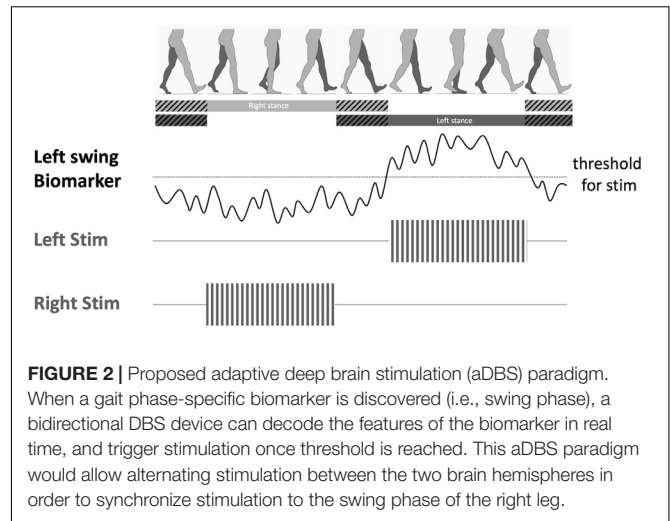 Right stance
Left stance
Left swing
Biomarker
threshold
for stim
Left Stim
Right Stim
FIGURE 2 | Proposed adaptive deep brain stimulation (aDBS) paradigm.
When a gait phase-specific biomarker is discovered (i.e., swing phase), a
bidirectional DBS device can decode the features of the biomarker in real
time, and trigger stimulation once threshold is reached. This aDBS paradigm
would allow alternating stimulation between the two brain hemispheres in
order to synchronize stimulation to the swing phase of the right leg.